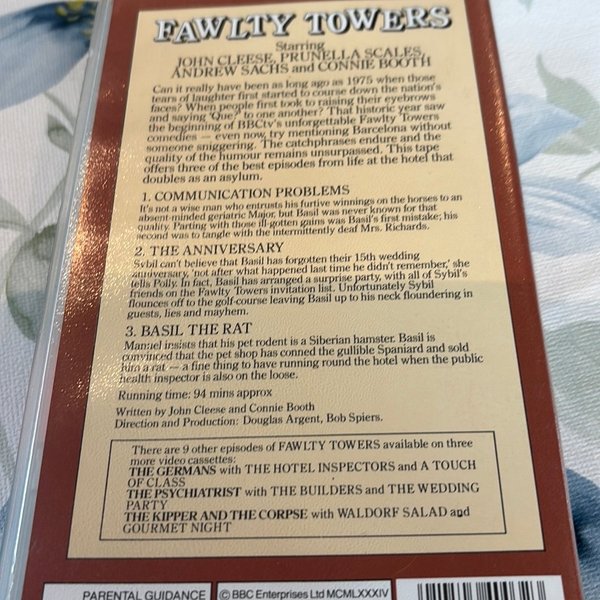 FAWLTY TOWERS
Starring
JOHN CLEESE, PRUNELLA SCALES,
ANDREW SACHS and CONNIE BOOTH
Can it really have been as long ago as 1975 when those
tears of laughter first started to course down the nation's
faces? When people first took to raising their eyebrows
and saying 'Que?' to one another? That historic year saw
the beginning of BBCtv's unforgettable Fawlty Towers
comedies — even now, try mentioning Barcelona without
someone sniggering. The catchphrases endure and the
quality of the humour remains unsurpassed. This tape
offers three of the best episodes from life at the hotel that
doubles as an asylum.
1. COMMUNICATION PROBLEMS
It's not a wise man who entrusts his furtive winnings on the horses to an
absent-minded geriatric Major, but Basil was never known for that
quality. Parting with those ill-gotten gains was Basil's first mistake; his
second was to tangle with the intermittently deaf Mrs. Richards.
2. THE ANNIVERSARY
Sybil can't believe that Basil has forgotten their 15th wedding
anniversary, 'not after what happened last time he didn't remember,' she
tells Polly. In fact, Basil has arranged a surprise party, with all of Sybil's
friends on the Fawlty Towers invitation list. Unfortunately Sybil
flounces off to the golf-course leaving Basil up to his neck floundering in
guests, lies and mayhem.
3. BASIL THE RAT
Manuel insists that his pet rodent is a Siberian hamster. Basil is
convinced that the pet shop has conned the gullible Spaniard and sold
him a rat — a fine thing to have running round the hotel when the public
health inspector is also on the loose.
Running time: 94 mins approx
Written by John Cleese and Connie Booth
Direction and Production: Douglas Argent, Bob Spiers.
There are 9 other episodes of FAWLTY TOWERS available on three
more video cassettes:
THE GERMANS with THE HOTEL INSPECTORS and A TOUCH
OF CLASS
THE PSYCHIATRIST with THE BUILDERS and THE WEDDING
PARTY
THE KIPPER AND THE CORPSE with WALDORF SALAD and
GOURMET NIGHT
PARENTAL GUIDANCE
© BBC Enterprises Ltd MCMLXXXIV